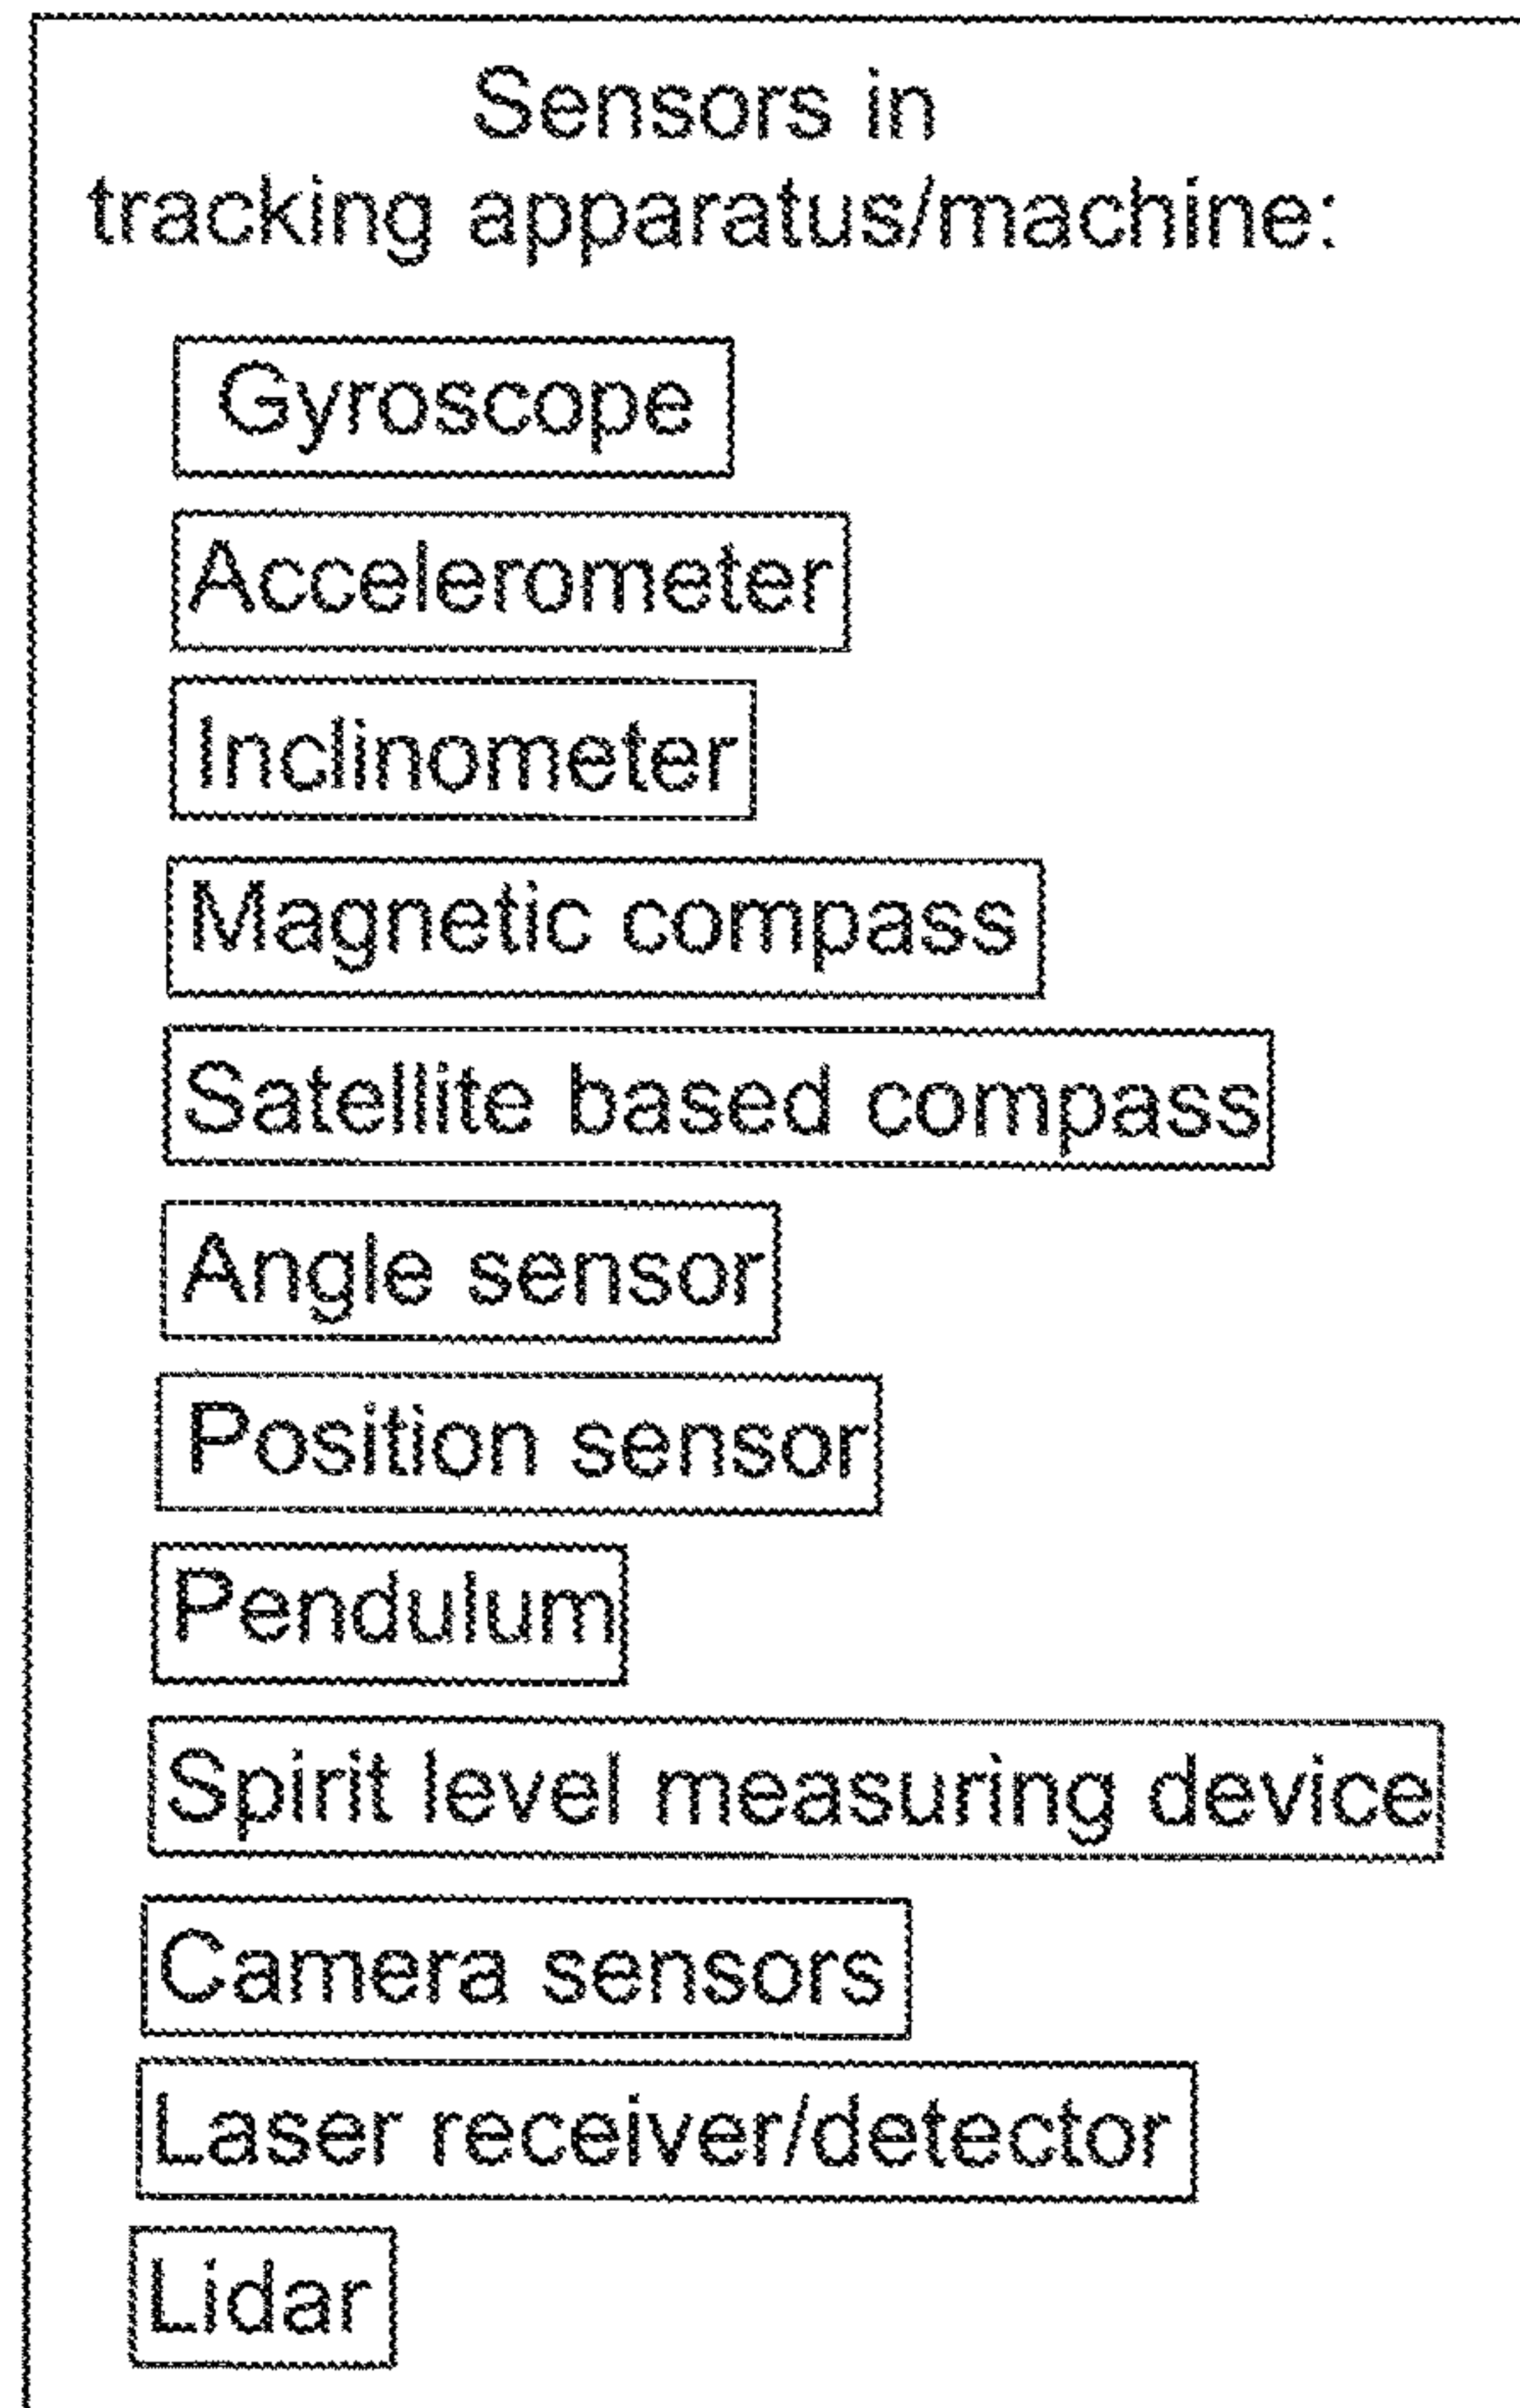 Sensors in
tracking apparatus/machine:
Gyroscope
Accelerometer
Inclinometer
Magnetic compass
Satellite based compass
Angle sensor
Position sensor
Pendulum
Spirit level measuring device
Camera sensors
Laser receiver/detector
Lidar